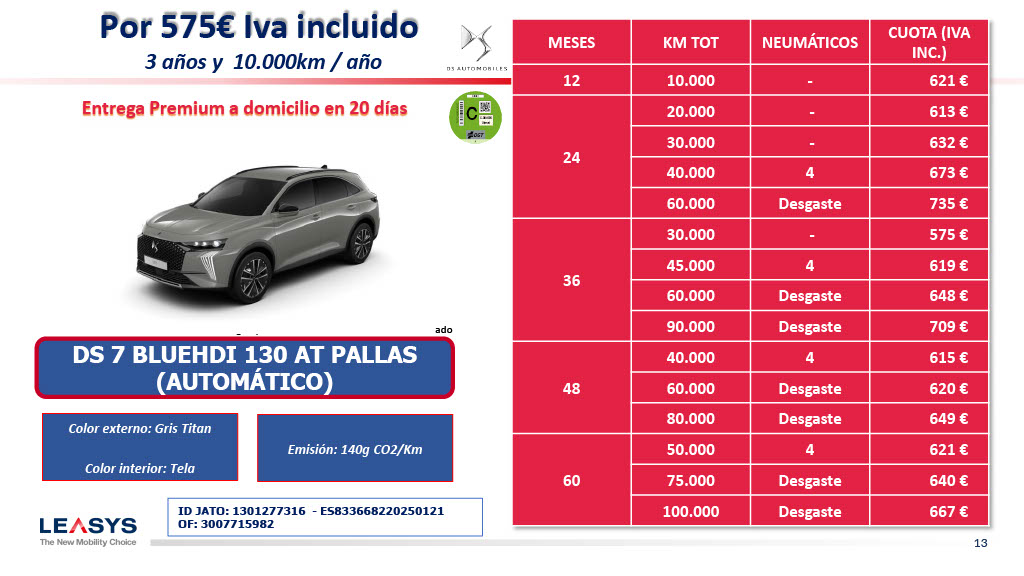 Por 575€ Iva incluido
3 años y 10.000km / año
DS AUTOMOBILES
Entrega Premium a domicilio en 20 días
C
DGT
ado
DS 7 BLUEHDI 130 AT PALLAS
(AUTOMÁTICO)
Color externo: Gris Titan
Color interior: Tela
Emisión: 140g CO2/Km
ID JATO: 1301277316 - ES833668220250121
OF: 3007715982
LEASYS
The New Mobility Choice
MESES KM TOT NEUMÁTICOS CUOTA (IVA INC.)
12 10.000 - 621 €
24 20.000 - 613 €
30.000 - 632 €
40.000 4 673 €
60.000 Desgaste 735 €
36 30.000 - 575 €
45.000 4 619 €
60.000 Desgaste 648 €
90.000 Desgaste 709 €
48 40.000 4 615 €
60.000 Desgaste 620 €
80.000 Desgaste 649 €
60 50.000 4 621 €
75.000 Desgaste 640 €
100.000 Desgaste 667 €
13